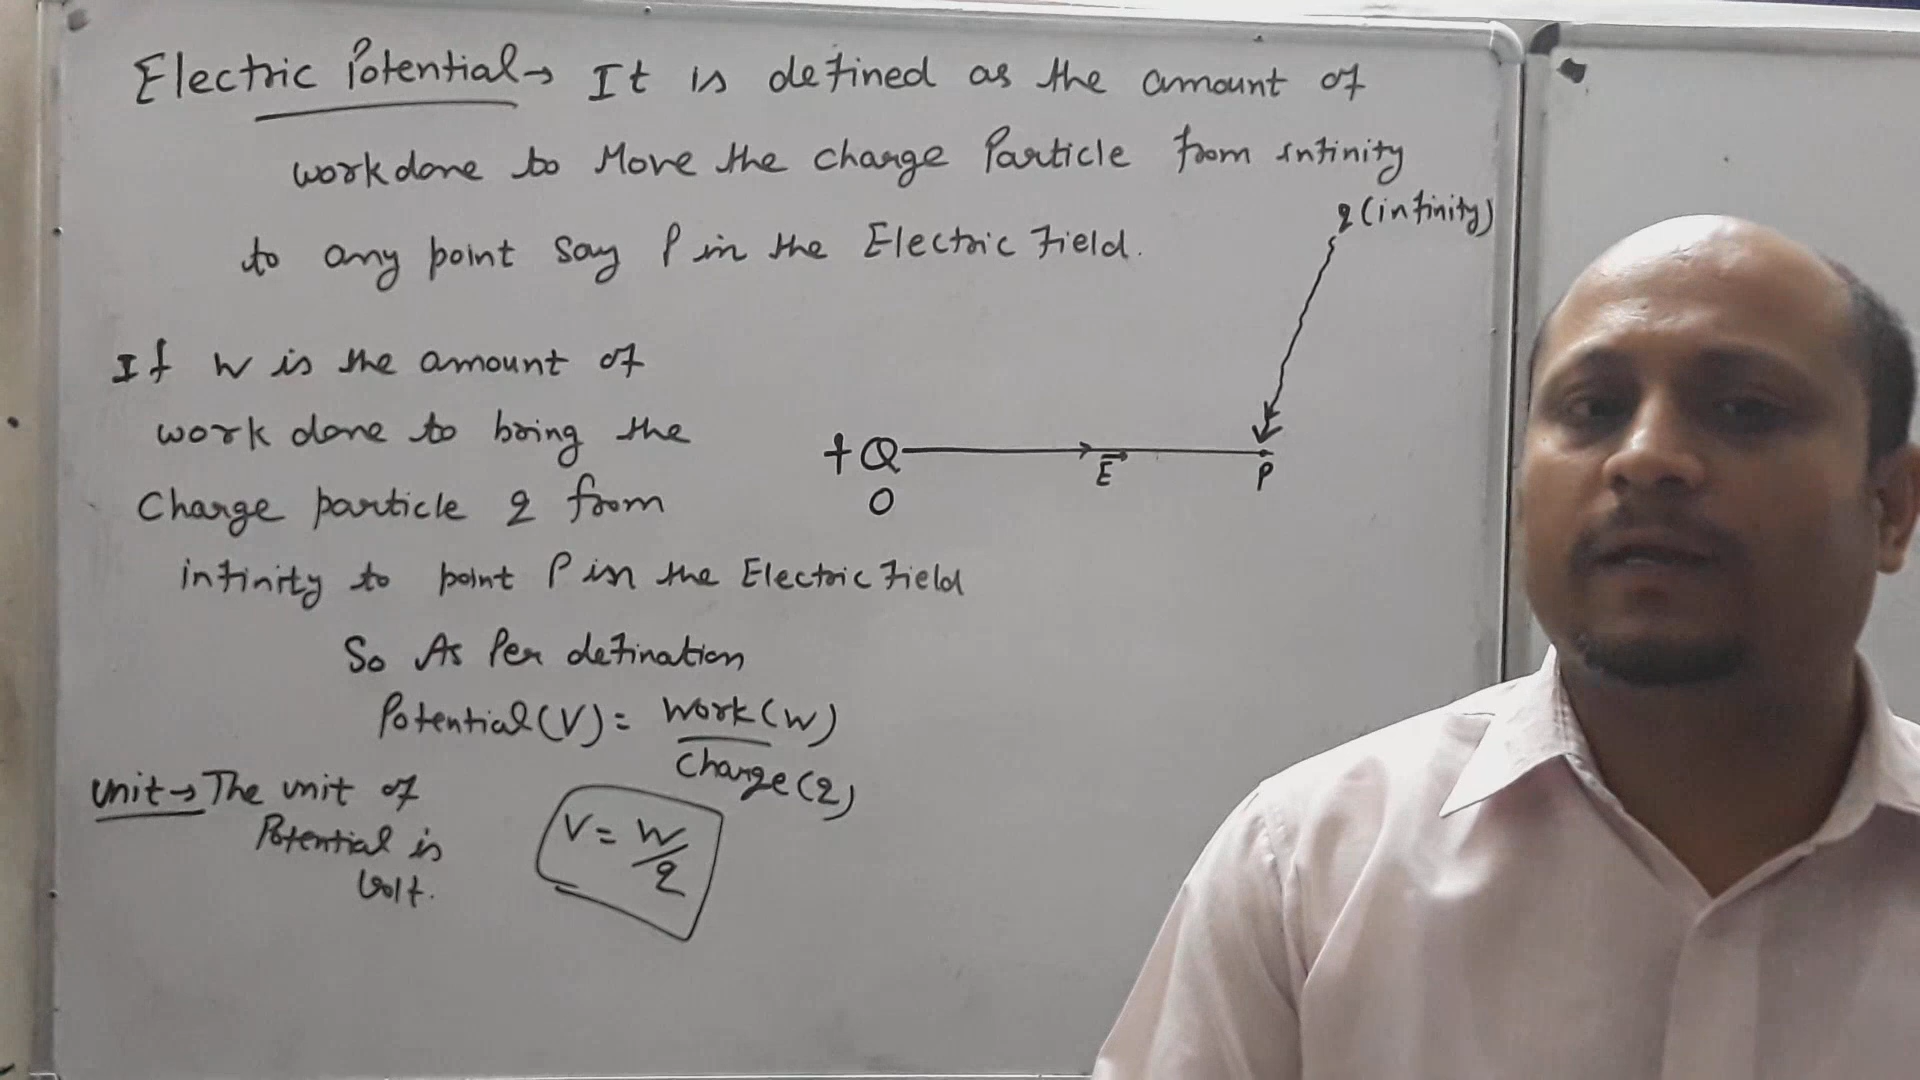 Electric Potential → It is defined as the amount of
workdone to Move the charge Particle from infinity
to any point say P in the Electric Field.
q (infinity)
If W is the amount of
work done to bring the
Charge particle q from
infinity to point P in the Electric Field
+Q
O
E
P
So As Per defination
Potential (V) = Work (W)
Charge (q)
Unit → The unit of
Potential is
Volt.
V = W/q